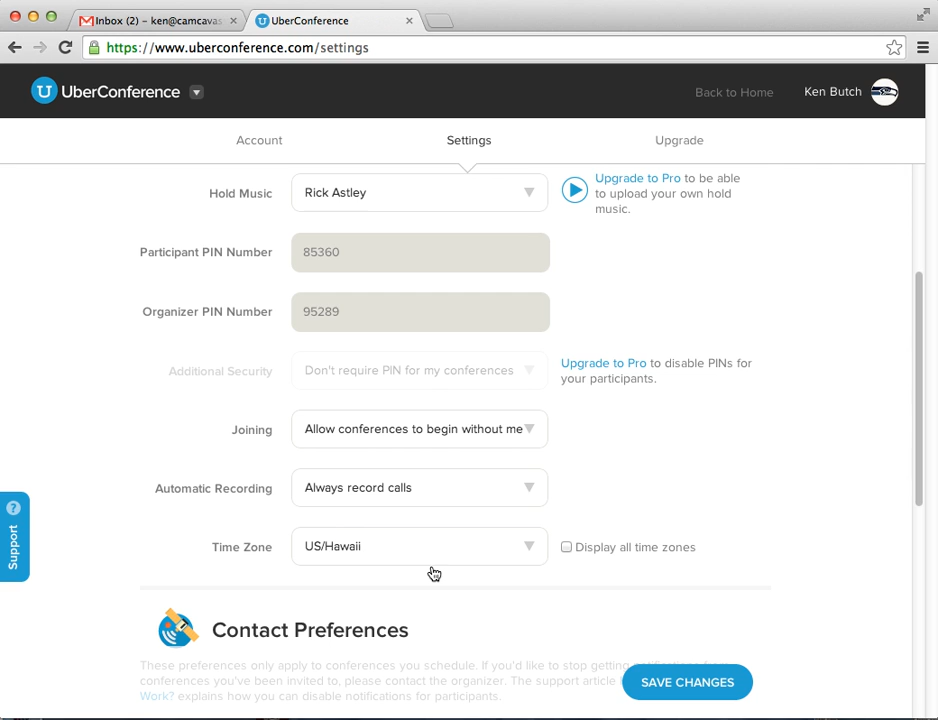 Inbox (2) – ken@camcavas
UberConference
https://www.uberconference.com/settings
UberConference
Back to Home
Ken Butch
Account
Settings
Upgrade
Hold Music
Rick Astley
Upgrade to Pro to be able
to upload your own hold
music.
Participant PIN Number
85360
Organizer PIN Number
95289
Additional Security
Don't require PIN for my conferences
Upgrade to Pro to disable PINs for
your participants.
Joining
Allow conferences to begin without me
Automatic Recording
Always record calls
Time Zone
US/Hawaii
Display all time zones
? Support
Contact Preferences
These preferences only apply to conferences you schedule. If you'd like to stop getting
conferences you've been invited to, please contact the organizer. The support article
Work? explains how you can disable notifications for participants.
SAVE CHANGES